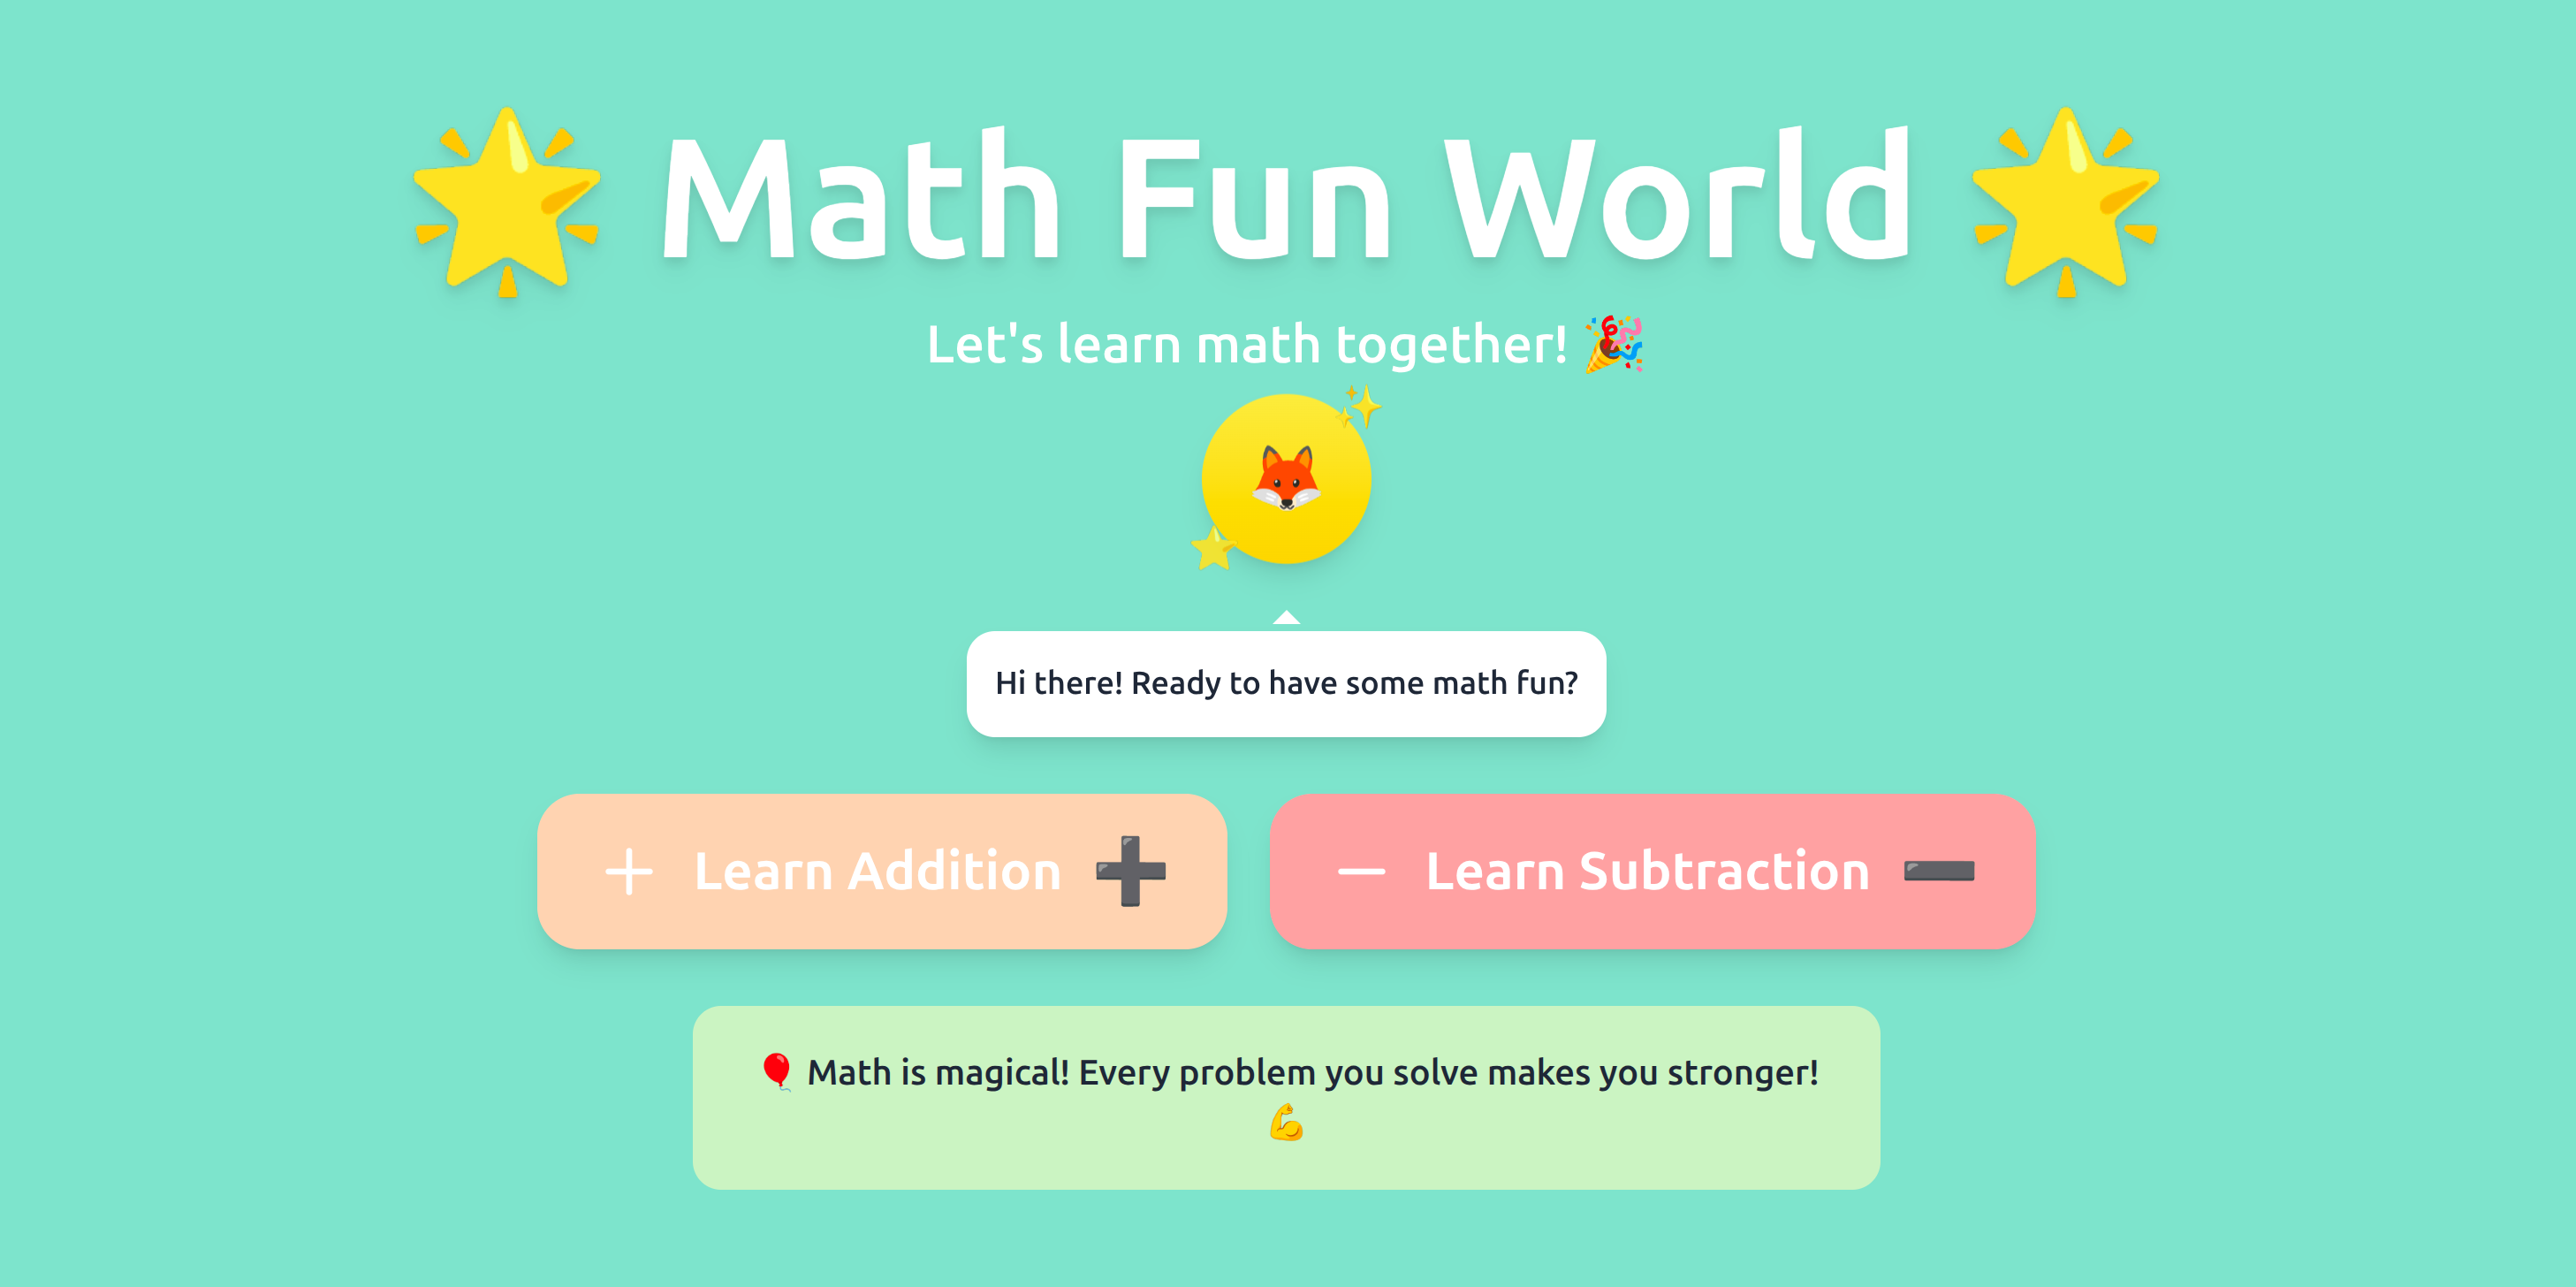 🌟 Math Fun World 🌟
Let's learn math together! 🎉
Hi there! Ready to have some math fun?
+ Learn Addition ➕
− Learn Subtraction ➖
🎈 Math is magical! Every problem you solve makes you stronger!
💪